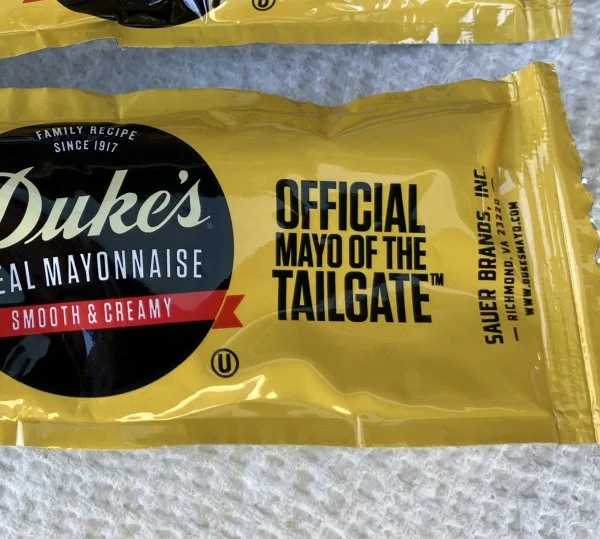 U
FAMILY RECIPE
SINCE 1917
Duke's
EAL MAYONNAISE
SMOOTH & CREAMY
U
OFFICIAL
MAYO OF THE
TAILGATE™
SAUER BRANDS, INC.
— RICHMOND, VA 23220 —
WWW.DUKESMAYO.COM